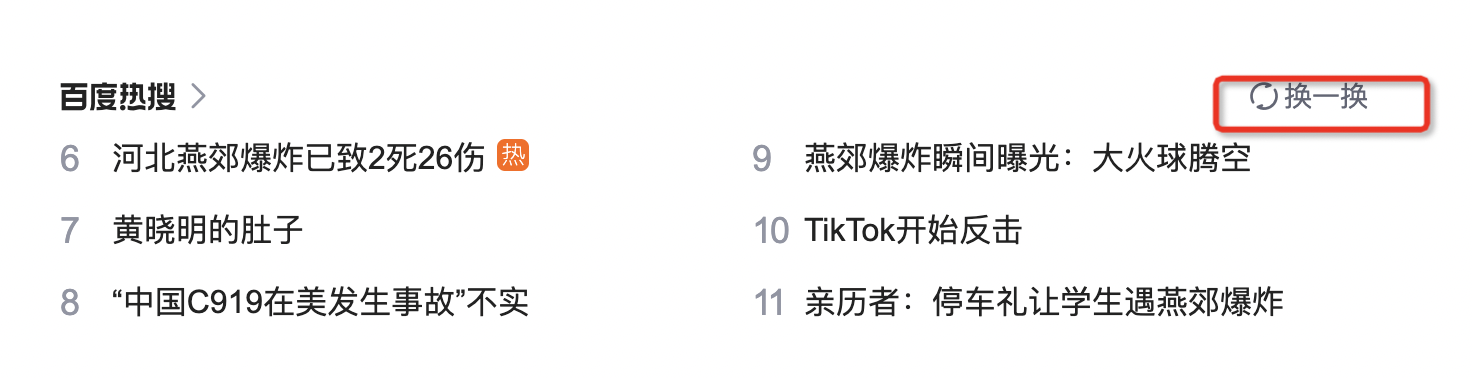 百度热搜 换一换
6 河北燕郊爆炸已致2死26伤 热
9 燕郊爆炸瞬间曝光：大火球腾空
7 黄晓明的肚子
10 TikTok开始反击
8 “中国C919在美发生事故”不实
11 亲历者：停车礼让学生遇燕郊爆炸